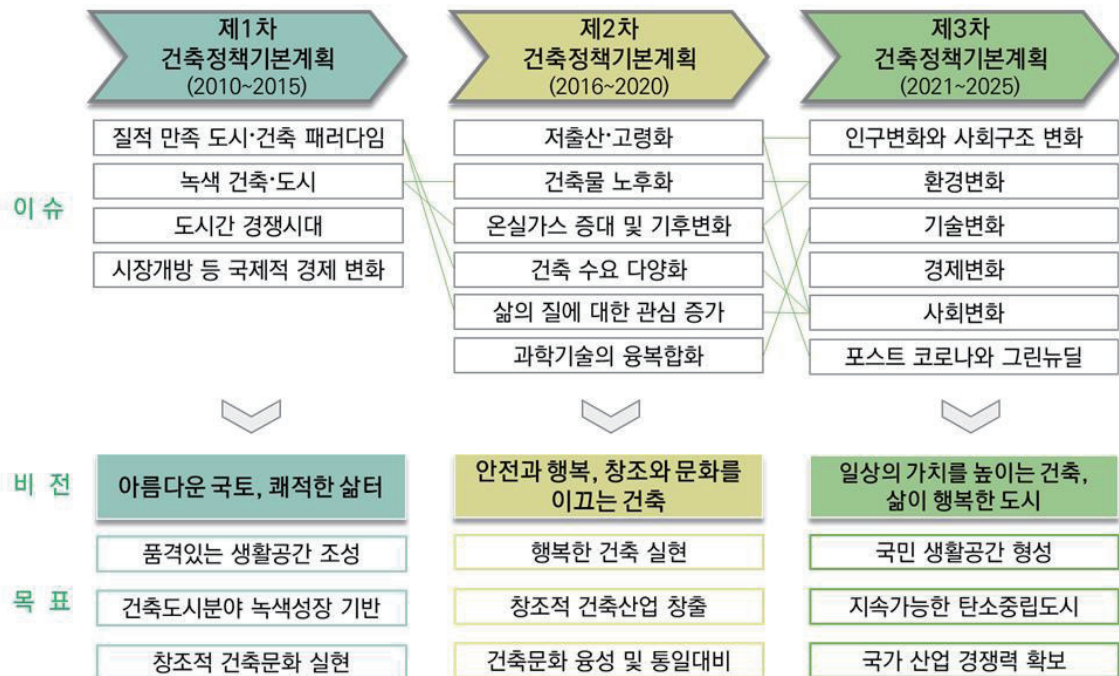 제1차
건축정책기본계획
(2010~2015)
제2차
건축정책기본계획
(2016~2020)
제3차
건축정책기본계획
(2021~2025)
이슈
질적 만족 도시·건축 패러다임
녹색 건축·도시
도시간 경쟁시대
시장개방 등 국제적 경제 변화
저출산·고령화
건축물 노후화
온실가스 증대 및 기후변화
건축 수요 다양화
삶의 질에 대한 관심 증가
과학기술의 융복합화
인구변화와 사회구조 변화
환경변화
기술변화
경제변화
사회변화
포스트 코로나와 그린뉴딜
비전
아름다운 국토, 쾌적한 삶터
안전과 행복, 창조와 문화를
이끄는 건축
일상의 가치를 높이는 건축,
삶이 행복한 도시
목표
품격있는 생활공간 조성
건축도시분야 녹색성장 기반
창조적 건축문화 실현
행복한 건축 실현
창조적 건축산업 창출
건축문화 융성 및 통일대비
국민 생활공간 형성
지속가능한 탄소중립도시
국가 산업 경쟁력 확보